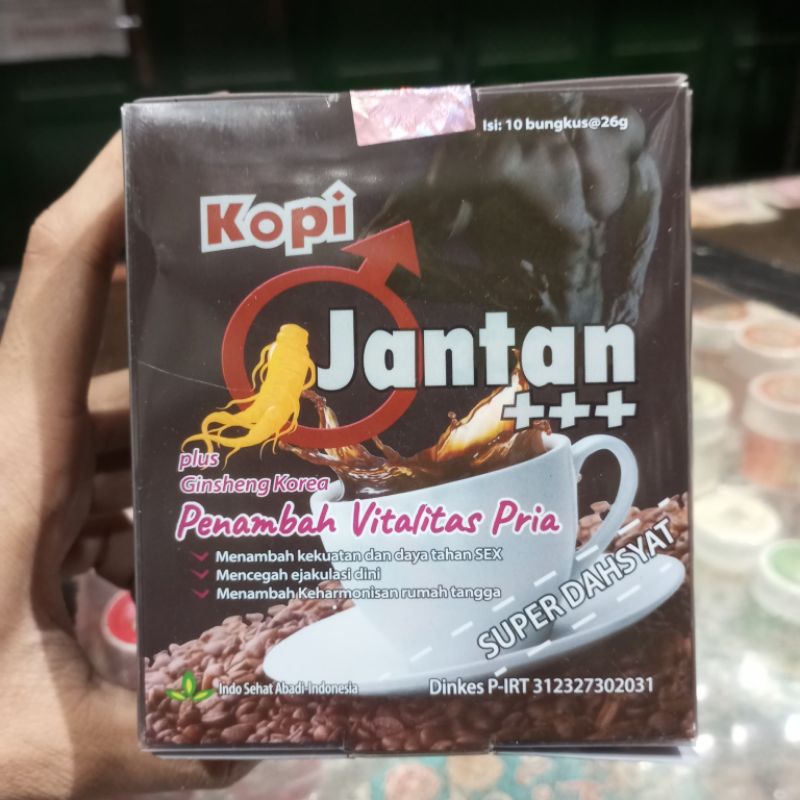 Isi: 10 bungkus@26g
Kopi
Jantan
+++
plus
Ginsheng Korea
Penambah Vitalitas Pria
Menambah kekuatan dan daya tahan SEX
Mencegah ejakulasi dini
Menambah Keharmonisan rumah tangga
SUPER DAHSYAT
Indo Sehat Abadi-Indonesia
Dinkes P-IRT 312327302031